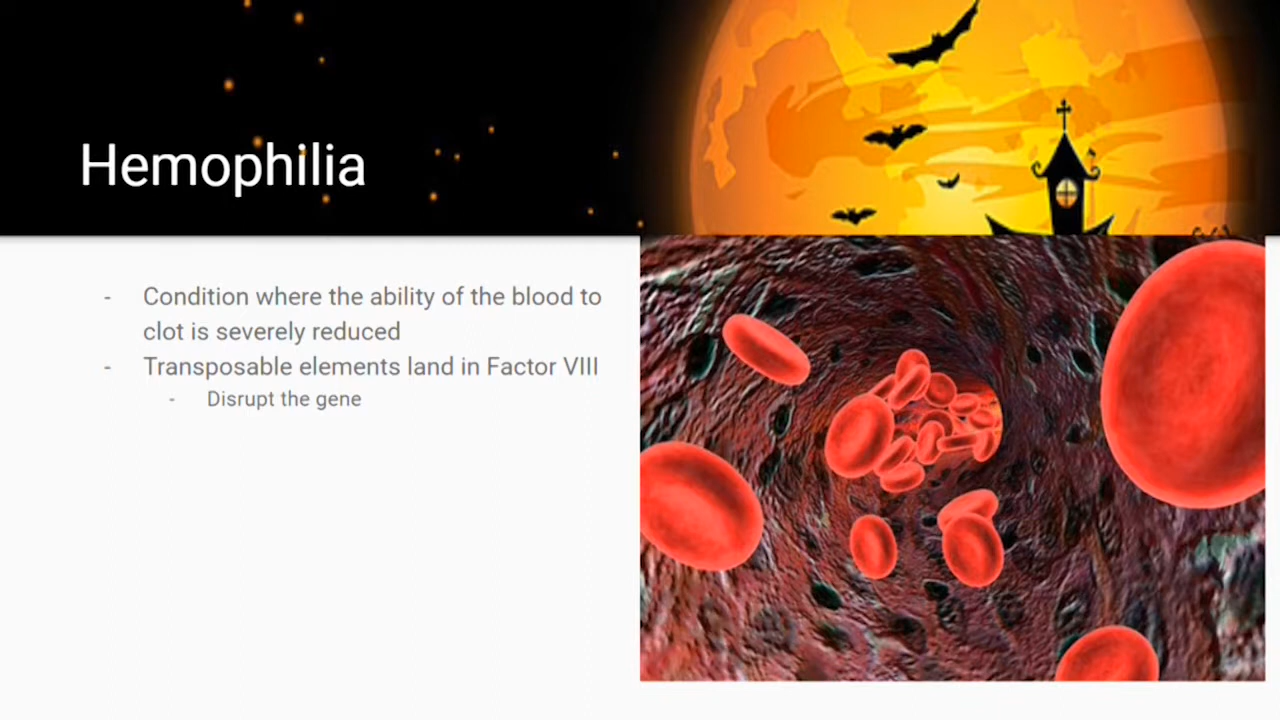 Hemophilia
- Condition where the ability of the blood to
clot is severely reduced
- Transposable elements land in Factor VIII
- Disrupt the gene